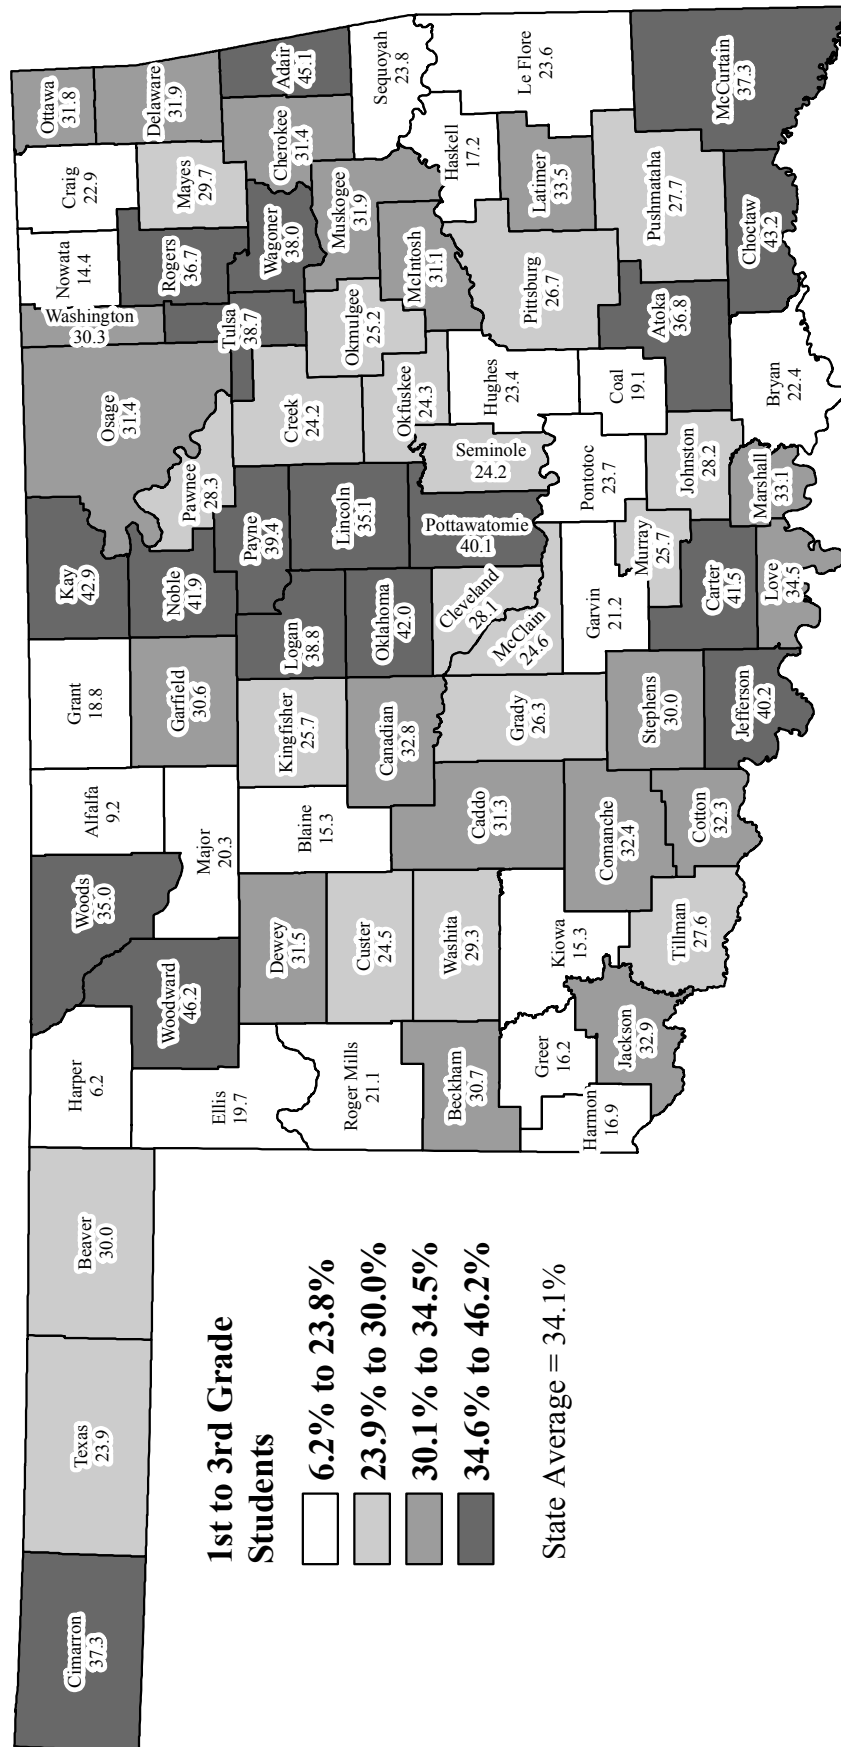 Cimarron
37.3
Texas
23.9
Beaver
30.0
Harper
6.2
Woods
35.0
Alfalfa
9.2
Grant
18.8
Kay
42.9
Osage
31.4
Washington
30.3
Nowata
14.4
Craig
22.9
Ottawa
31.8
Ellis
19.7
Woodward
46.2
Major
20.3
Garfield
30.6
Noble
41.9
Pawnee
28.3
Rogers
36.7
Mayes
29.7
Delaware
31.9
Roger Mills
21.1
Dewey
31.5
Blaine
15.3
Kingfisher
25.7
Logan
38.8
Payne
39.4
Creek
24.2
Tulsa
38.7
Wagoner
38.0
Cherokee
31.4
Adair
45.1
Custer
24.5
Canadian
32.8
Oklahoma
42.0
Lincoln
35.1
Okfuskee
24.3
Okmulgee
25.2
Muskogee
31.9
Sequoyah
23.8
Beckham
30.7
Washita
29.3
Caddo
31.3
Grady
26.3
Cleveland
28.1
McClain
24.6
Pottawatomie
40.1
Seminole
24.2
Hughes
23.4
McIntosh
31.1
Haskell
17.2
Le Flore
23.6
Harmon
16.9
Greer
16.2
Kiowa
15.3
Comanche
32.4
Stephens
30.0
Garvin
21.2
Murray
25.7
Pontotoc
23.7
Coal
19.1
Pittsburg
26.7
Latimer
33.5
Jackson
32.9
Tillman
27.6
Cotton
32.3
Jefferson
40.2
Carter
41.5
Johnston
28.2
Atoka
36.8
Pushmataha
27.7
McCurtain
37.3
Love
34.5
Marshall
33.1
Bryan
22.4
Choctaw
43.2
1st to 3rd Grade
Students
6.2% to 23.8%
23.9% to 30.0%
30.1% to 34.5%
34.6% to 46.2%
State Average = 34.1%